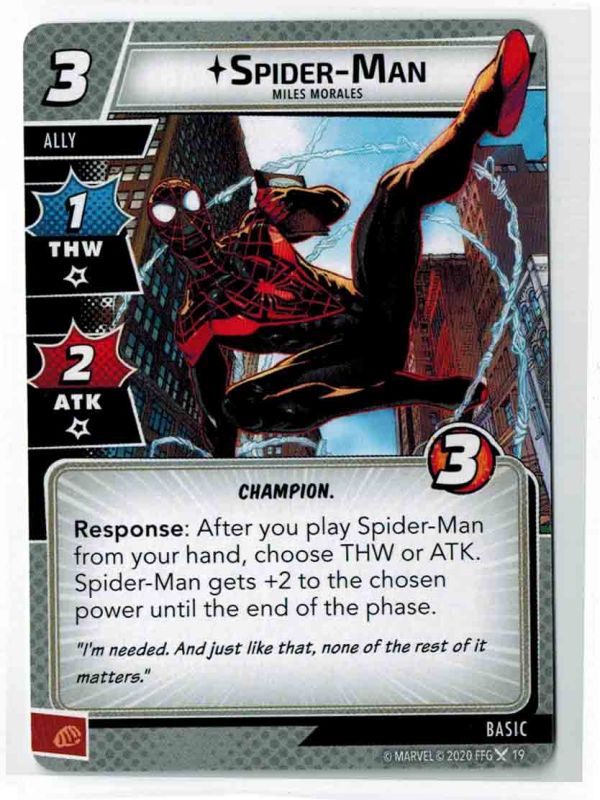 3
SPIDER-MAN
MILES MORALES
ALLY
1
THW
2
ATK
3
CHAMPION.
Response: After you play Spider-Man
from your hand, choose THW or ATK.
Spider-Man gets +2 to the chosen
power until the end of the phase.
"I'm needed. And just like that, none of the rest of it
matters."
BASIC
© MARVEL © 2020 FFG 19